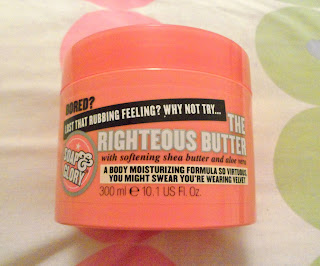 BORED?
LOST THAT RUBBING FEELING? WHY NOT TRY...
THE
RIGHTEOUS BUTTER
with softening shea butter and aloe vera
SOAP &
GLORY
A BODY MOISTURIZING FORMULA SO VIRTUOUS,
YOU MIGHT SWEAR YOU'RE WEARING VELVET
300 ml e 10.1 US Fl. Oz.